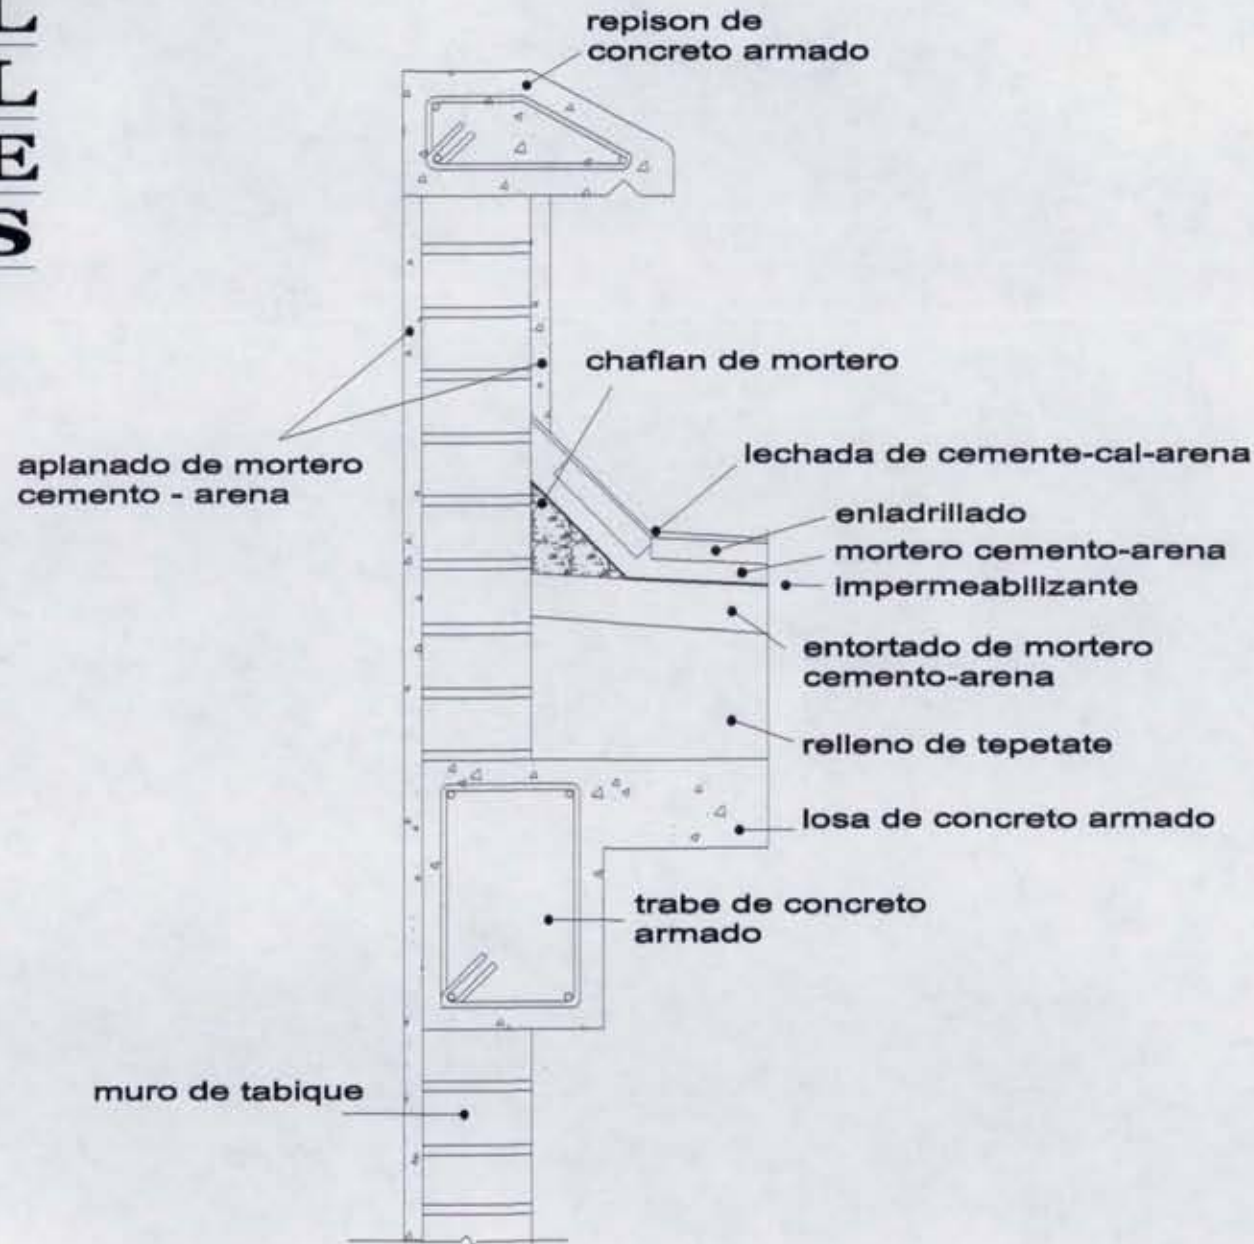 L
L
E
S
repison de
concreto armado
chaflan de mortero
aplanado de mortero
cemento - arena
lechada de cemente-cal-arena
enladrillado
mortero cemento-arena
impermeabilizante
entortado de mortero
cemento-arena
relleno de tepetate
losa de concreto armado
trabe de concreto
armado
muro de tabique